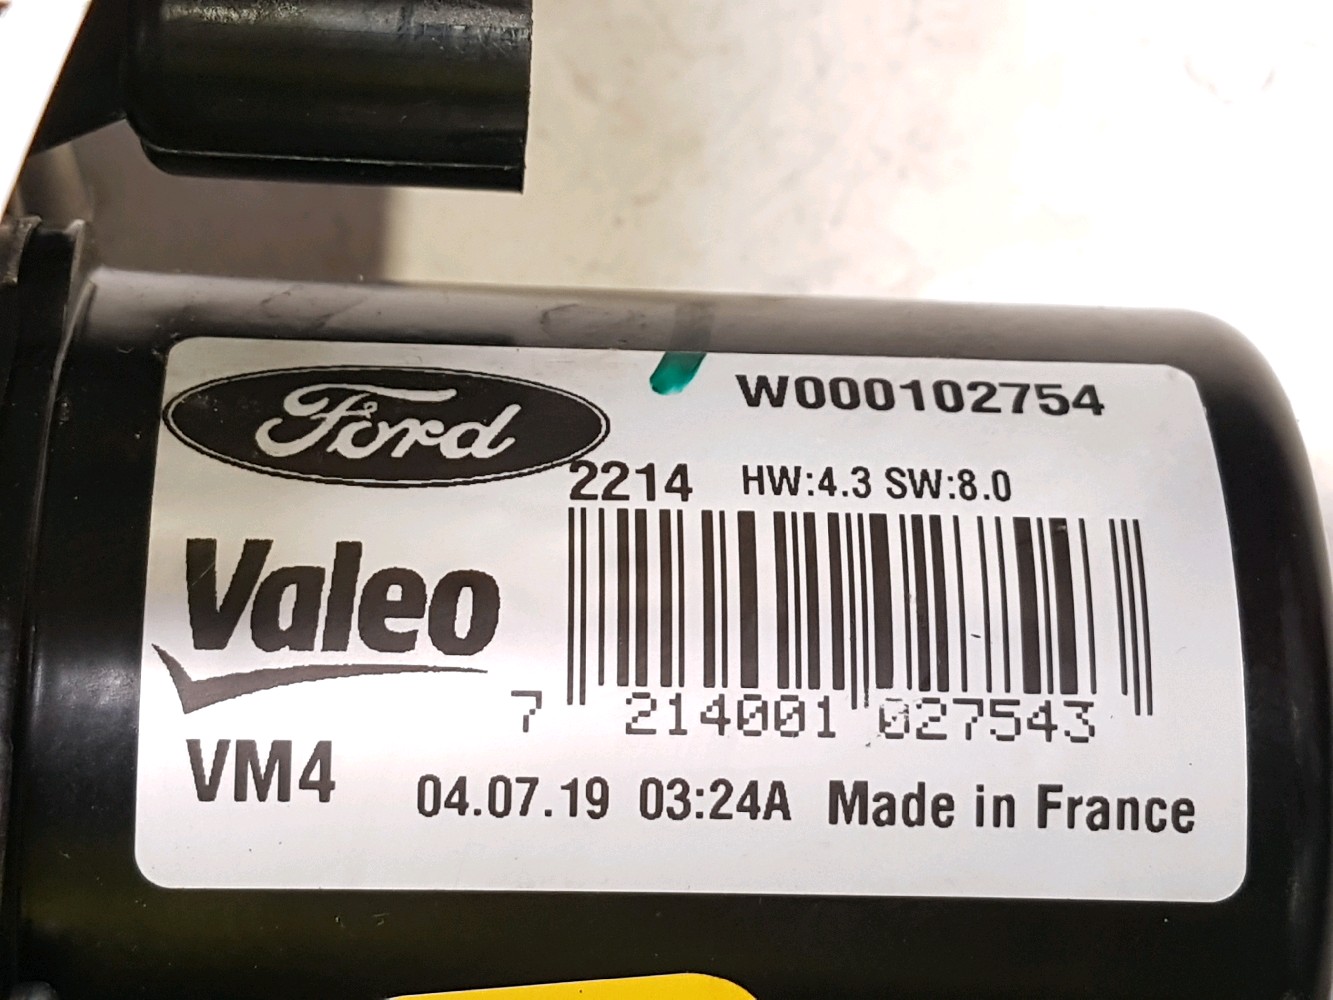 Ford
W000102754
2214 HW:4.3 SW:8.0
Valeo
7 214001 027543
VM4
04.07.19 03:24A Made in France